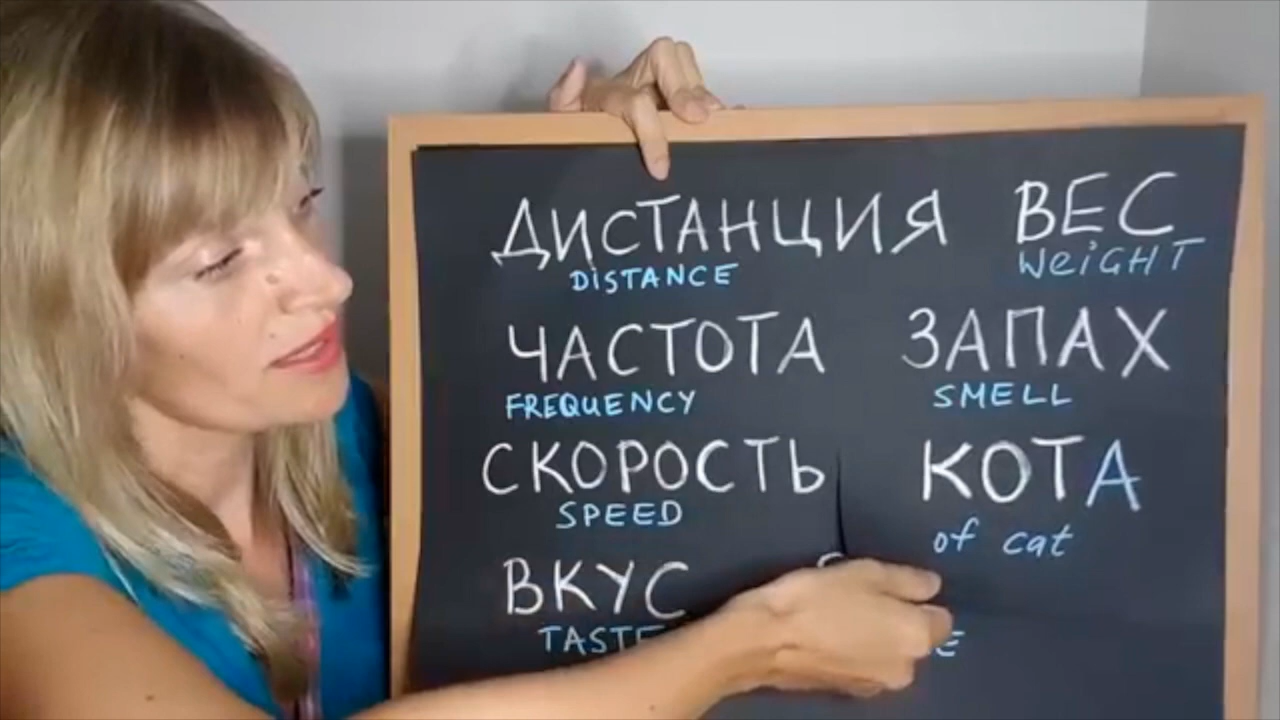 ДИСТАНЦИЯ ВЕС
DISTANCE WEIGHT
ЧАСТОТА ЗАПАХ
FREQUENCY SMELL
СКОРОСТЬ КОТА
SPEED of cat
ВКУС
TASTE